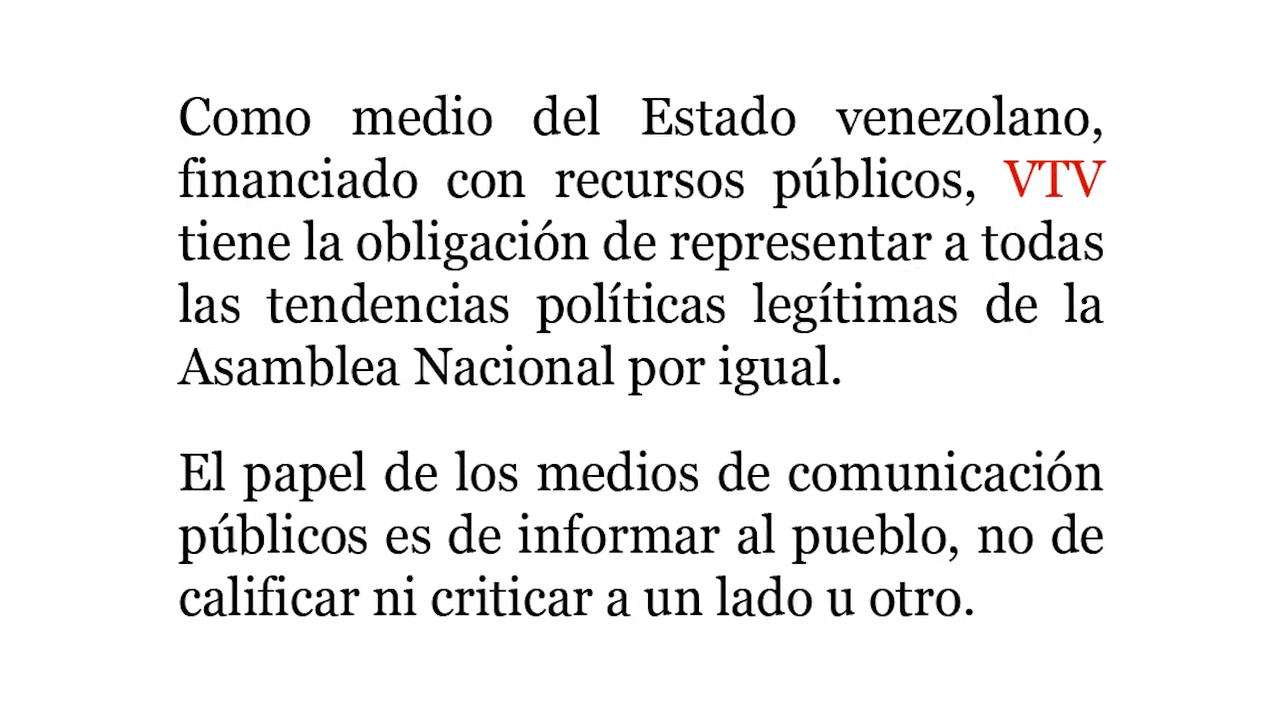 Como medio del Estado venezolano,
financiado con recursos públicos, VTV
tiene la obligación de representar a todas
las tendencias políticas legítimas de la
Asamblea Nacional por igual.
El papel de los medios de comunicación
públicos es de informar al pueblo, no de
calificar ni criticar a un lado u otro.